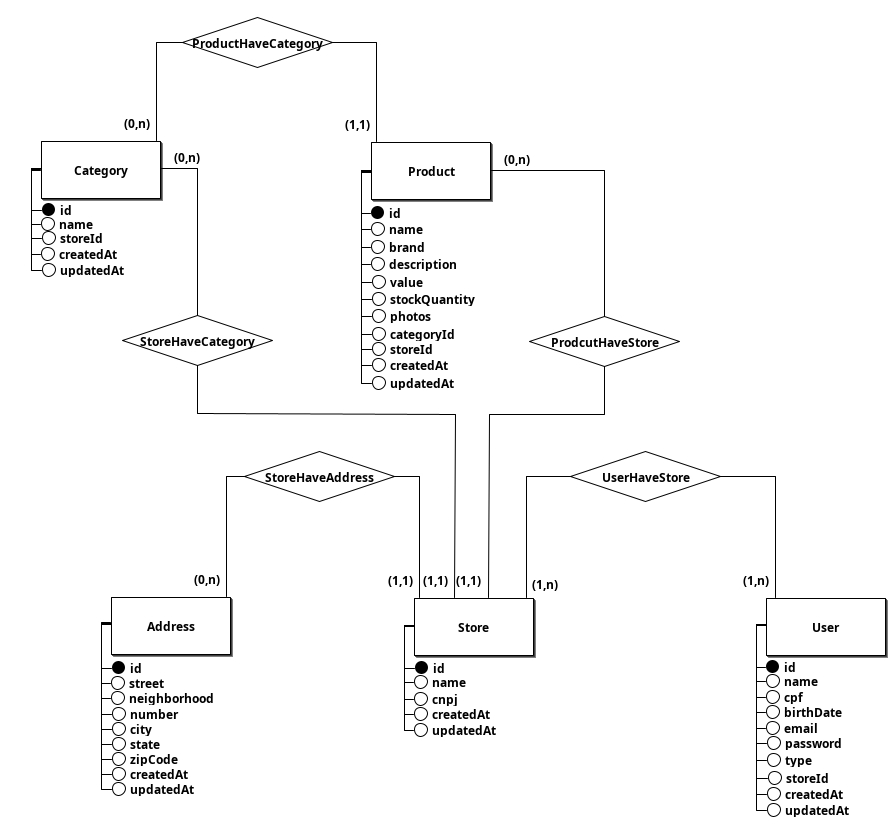 ProductHaveCategory
(0,n)
(1,1)
Category
(0,n)
id
name
storeId
createdAt
updatedAt
Product
(0,n)
id
name
brand
description
value
stockQuantity
photos
categoryId
storeId
createdAt
updatedAt
StoreHaveCategory
ProdcutHaveStore
StoreHaveAddress
UserHaveStore
(0,n)
(1,1)
(1,1)
(1,1)
(1,n)
(1,n)
Address
id
street
neighborhood
number
city
state
zipCode
createdAt
updatedAt
Store
id
name
cnpj
createdAt
updatedAt
User
id
name
cpf
birthDate
email
password
type
storeId
createdAt
updatedAt